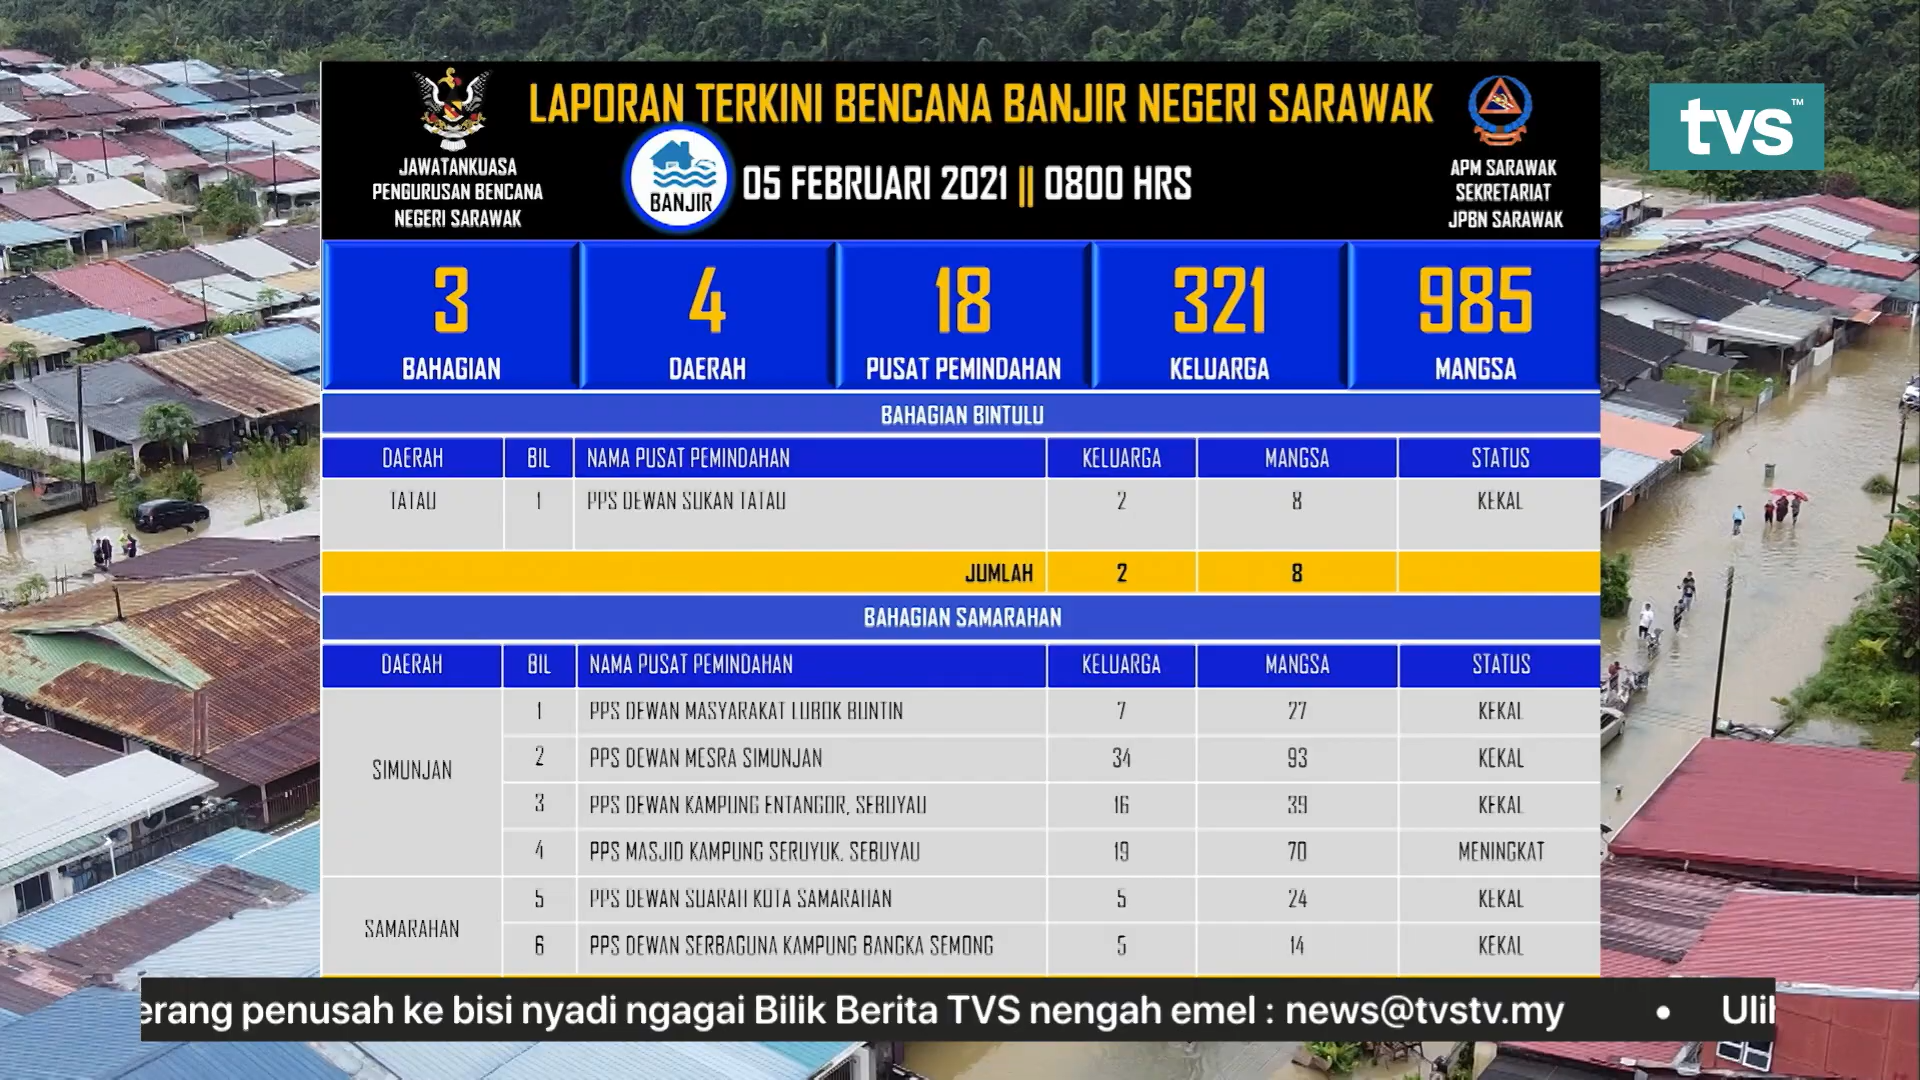 LAPORAN TERKINI BENCANA BANJIR NEGERI SARAWAK
JAWATANKUASA
PENGURUSAN BENCANA
NEGERI SARAWAK
BANJIR
05 FEBRUARI 2021 || 0800 HRS
APM SARAWAK
SEKRETARIAT
JPBN SARAWAK
tvs™
3 4 18 321 985
BAHAGIAN DAERAH PUSAT PEMINDAHAN KELUARGA MANGSA
BAHAGIAN BINTULU
DAERAH BIL NAMA PUSAT PEMINDAHAN KELUARGA MANGSA STATUS
TATAU 1 PPS DEWAN SUKAN TATAU 2 8 KEKAL
JUMLAH 2 8
BAHAGIAN SAMARAHAN
DAERAH BIL NAMA PUSAT PEMINDAHAN KELUARGA MANGSA STATUS
1 PPS DEWAN MASYARAKAT LUBOK BUNTIN 7 27 KEKAL
SIMUNJAN
2 PPS DEWAN MESRA SIMUNJAN 34 93 KEKAL
3 PPS DEWAN KAMPUNG ENTANGOR, SEBUYAU 16 39 KEKAL
4 PPS MASJID KAMPUNG SERUYUK, SEBUYAU 19 70 MENINGKAT
SAMARAHAN
5 PPS DEWAN SUARAH KOTA SAMARAHAN 5 24 KEKAL
6 PPS DEWAN SERBAGUNA KAMPUNG BANGKA SEMONG 5 14 KEKAL
erang penusah ke bisi nyadi ngagai Bilik Berita TVS nengah emel : news@tvstv.my • Ulih